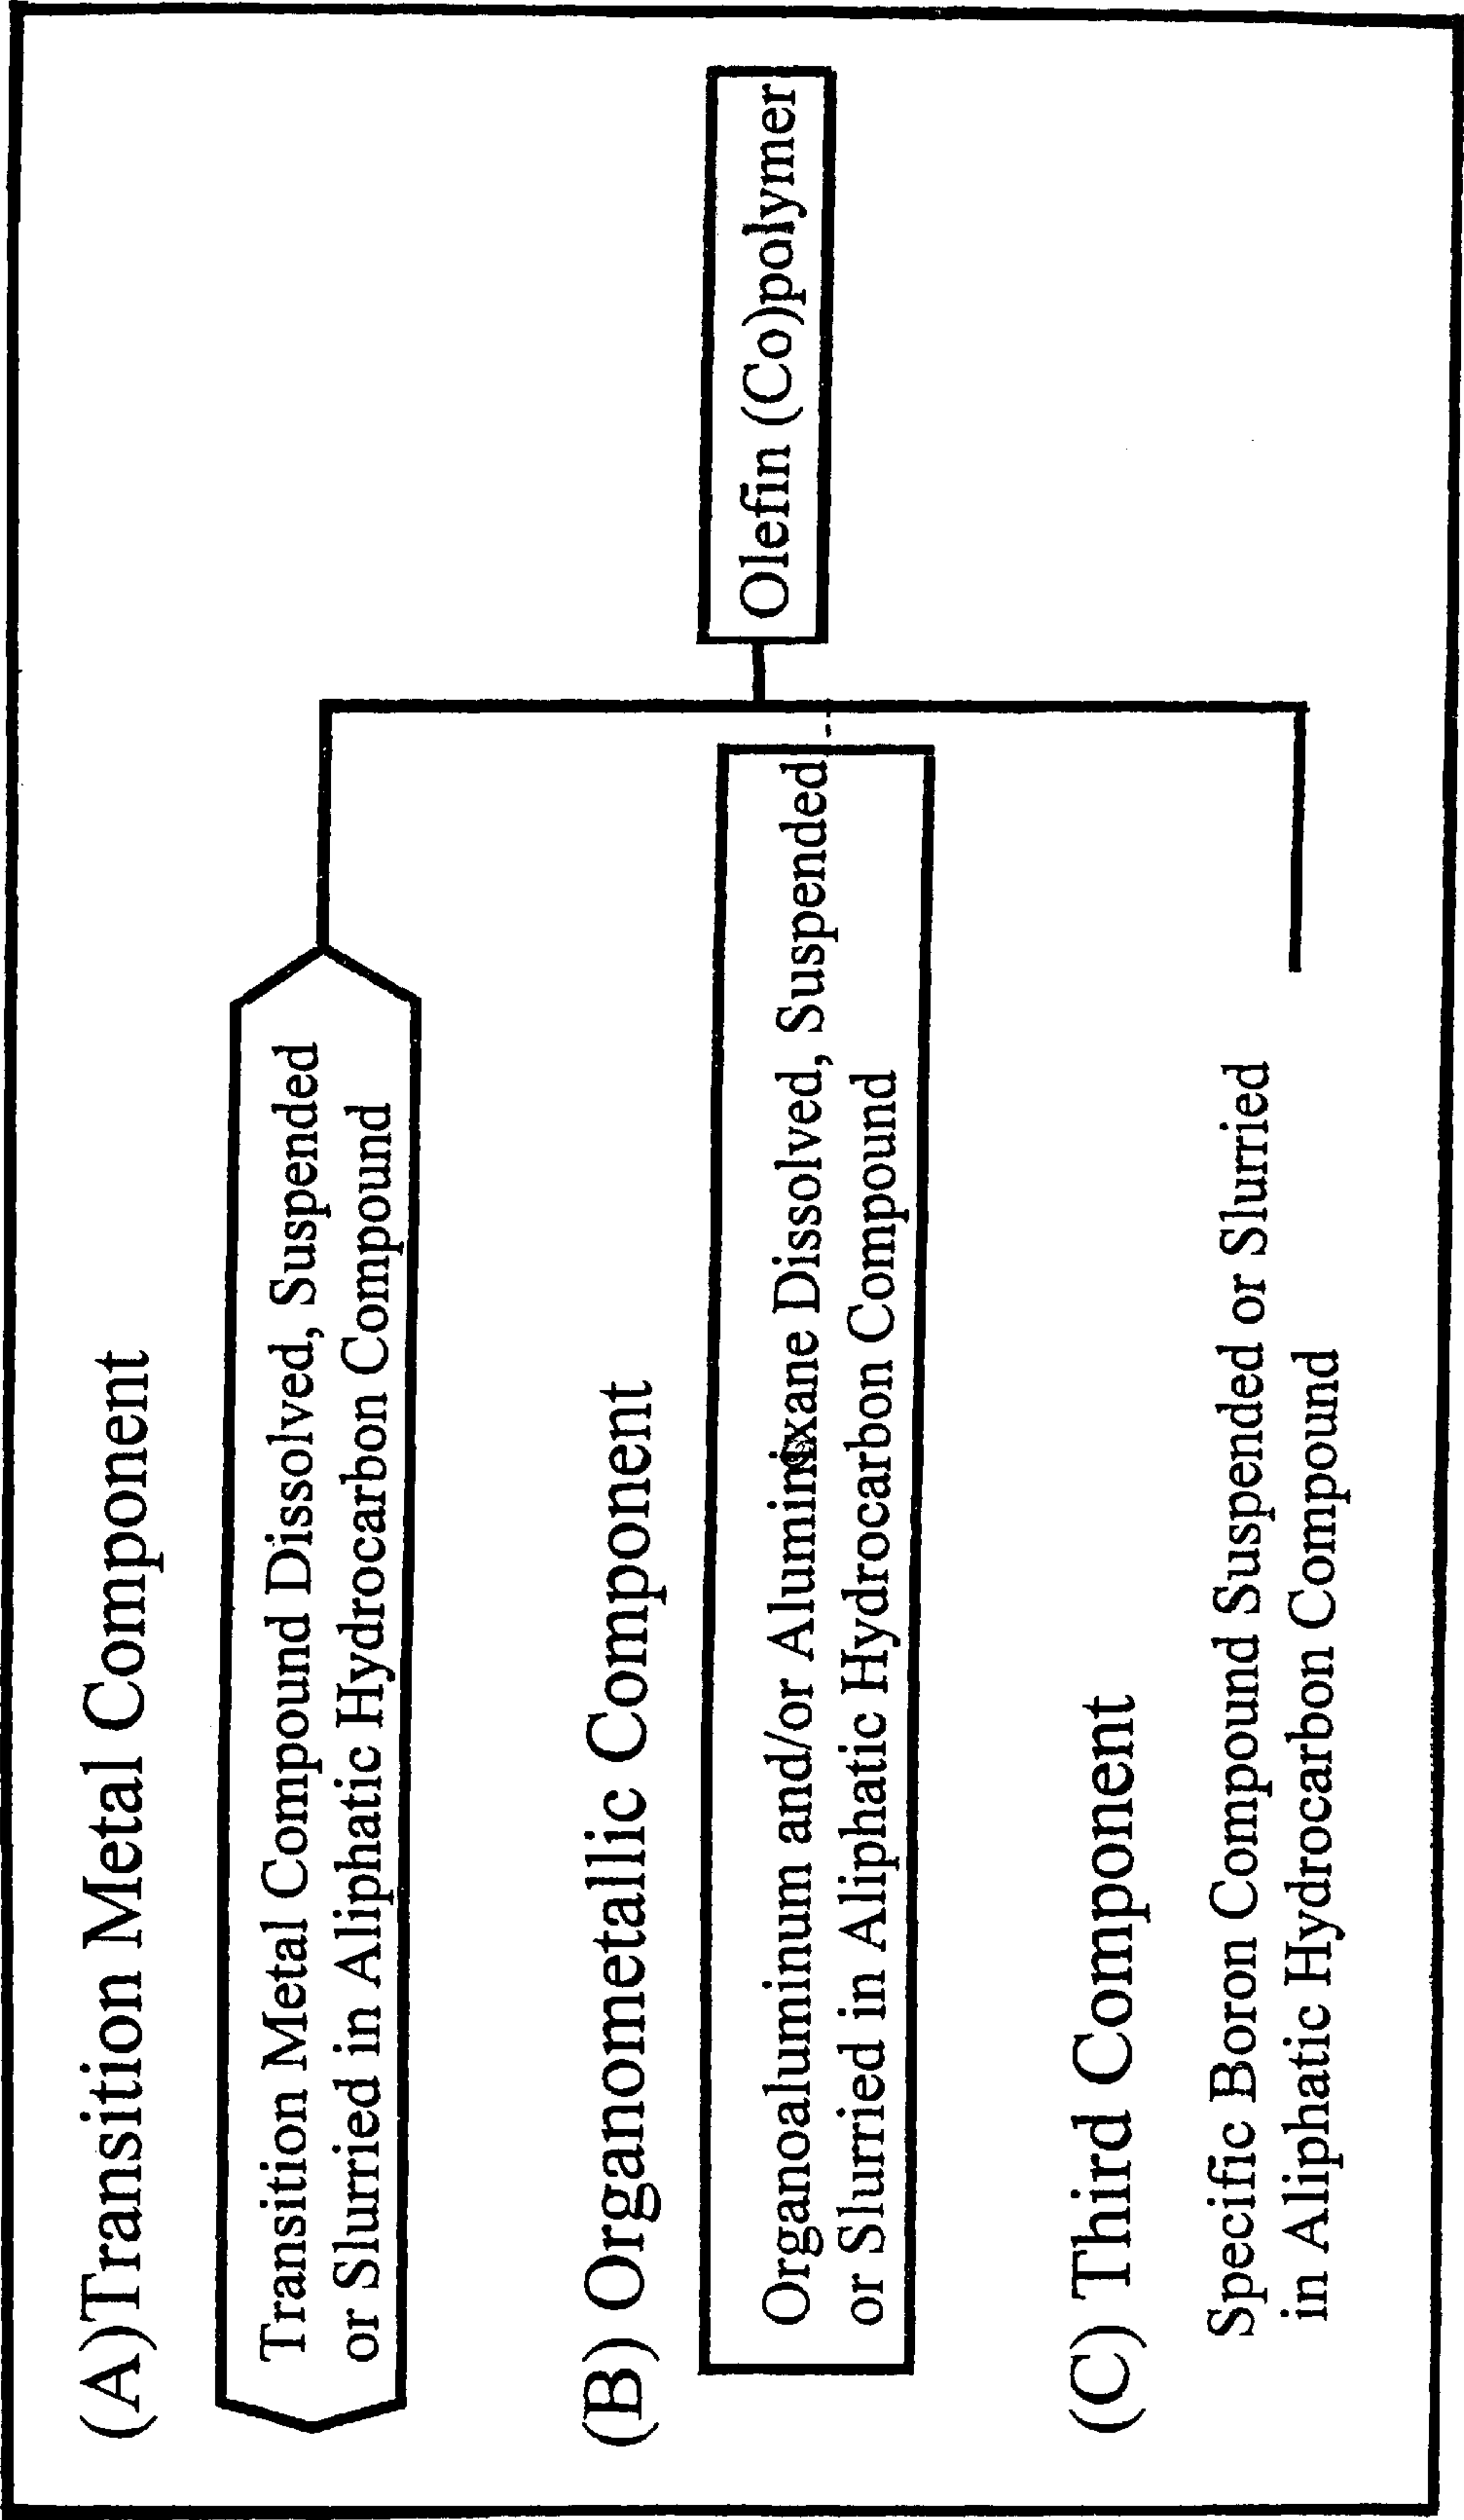 (A)Transition Metal Component
Transition Metal Compound Dissolved, Suspended
or Slurried in Aliphatic Hydrocarbon Compound
(B) Organometallic Component
Organoaluminum and/or Aluminoxane Dissolved, Suspended
or Slurried in Aliphatic Hydrocarbon Compound
(C) Third Component
Specific Boron Compound Suspended or Slurried
in Aliphatic Hydrocarbon Compound
Olefin (Co)polymer